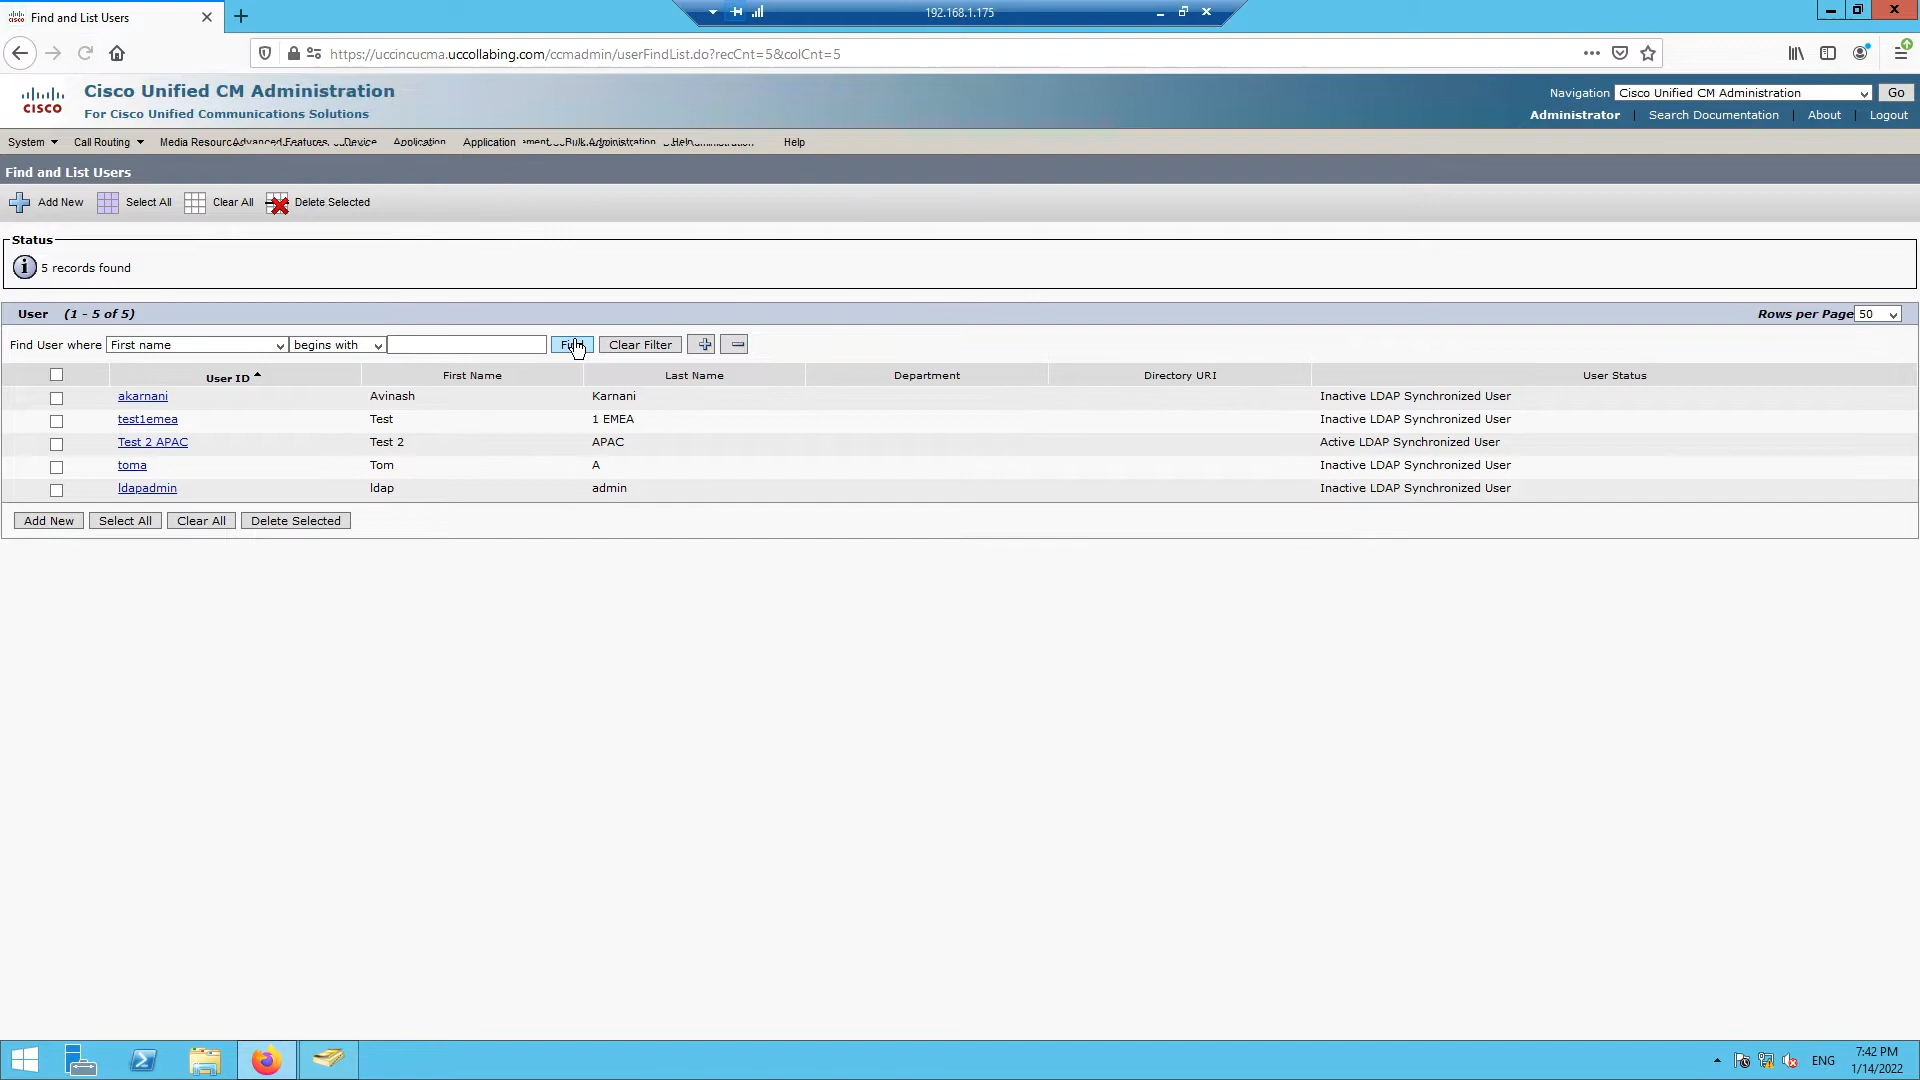 Find and List Users
192.168.1.175
https://uccincucma.uccollabing.com/ccmadmin/userFindList.do?recCnt=5&colCnt=5
CISCO
Cisco Unified CM Administration
For Cisco Unified Communications Solutions
Navigation Cisco Unified CM Administration Go
Administrator | Search Documentation | About | Logout
System Call Routing Media Advanced Features Device Application Application Bulk Administration Help Help
Find and List Users
Add New Select All Clear All Delete Selected
Status
5 records found
User (1 - 5 of 5) Rows per Page 50
Find User where First name begins with Find Clear Filter
User ID First Name Last Name Department Directory URI User Status
akarnani Avinash Karnani Inactive LDAP Synchronized User
test1emea Test 1 EMEA Inactive LDAP Synchronized User
Test 2 APAC Test 2 APAC Active LDAP Synchronized User
toma Tom A Inactive LDAP Synchronized User
ldapadmin ldap admin Inactive LDAP Synchronized User
Add New Select All Clear All Delete Selected
ENG
7:42 PM
1/14/2022